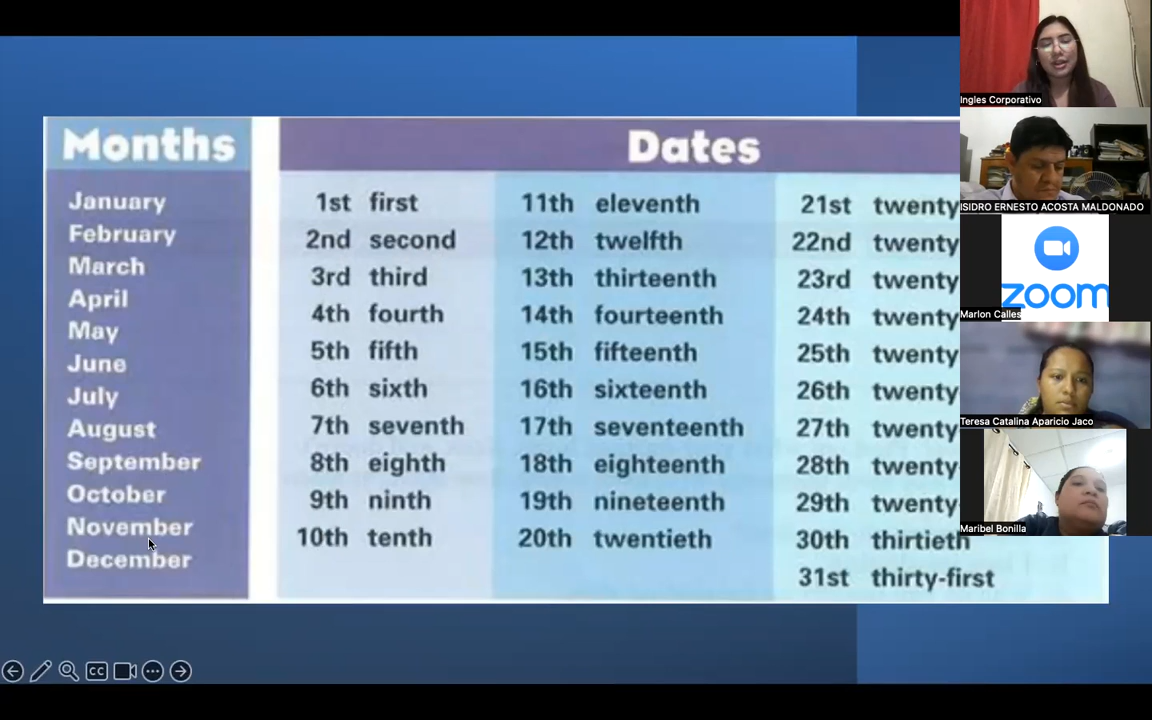 Months
January
February
March
April
May
June
July
August
September
October
November
December
Dates
1st first
2nd second
3rd third
4th fourth
5th fifth
6th sixth
7th seventh
8th eighth
9th ninth
10th tenth
11th eleventh
12th twelfth
13th thirteenth
14th fourteenth
15th fifteenth
16th sixteenth
17th seventeenth
18th eighteenth
19th nineteenth
20th twentieth
21st twenty
22nd twenty
23rd twenty
24th twenty
25th twenty
26th twenty
27th twenty
28th twenty-
29th twenty-
30th thirtieth
31st thirty-first
Ingles Corporativo
ISIDRO ERNESTO ACOSTA MALDONADO
zoom
Marlon Calles
Teresa Catalina Aparicio Jaco
Maribel Bonilla
CC